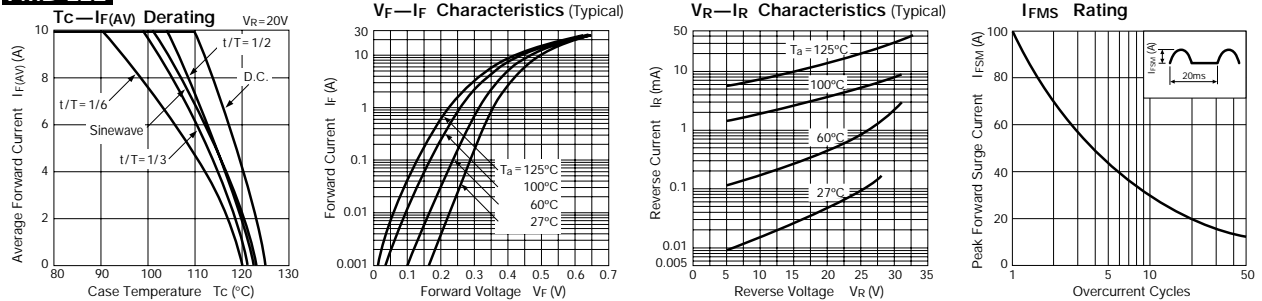 Tc—IF(AV) Derating
VR=20V
Average Forward Current IF(AV) (A)
10
8
6
4
2
0
t/T=1/2
D.C.
t/T=1/6
Sinewave
t/T=1/3
80 90 100 110 120 130
Case Temperature Tc (°C)
VF—IF Characteristics (Typical)
Forward Current IF (A)
30
10
1
0.1
0.01
0.001
Ta=125°C
100°C
60°C
27°C
0 0.1 0.2 0.3 0.4 0.5 0.6 0.7
Forward Voltage VF (V)
VR—IR Characteristics (Typical)
Reverse Current IR (mA)
50
10
1
0.1
0.01
0.005
Ta=125°C
100°C
60°C
27°C
0 5 10 15 20 25 30 35
Reverse Voltage VR (V)
IFMS Rating
Peak Forward Surge Current IFSM (A)
100
80
60
40
20
0
IFSM (A)
20ms
1 5 10 50
Overcurrent Cycles